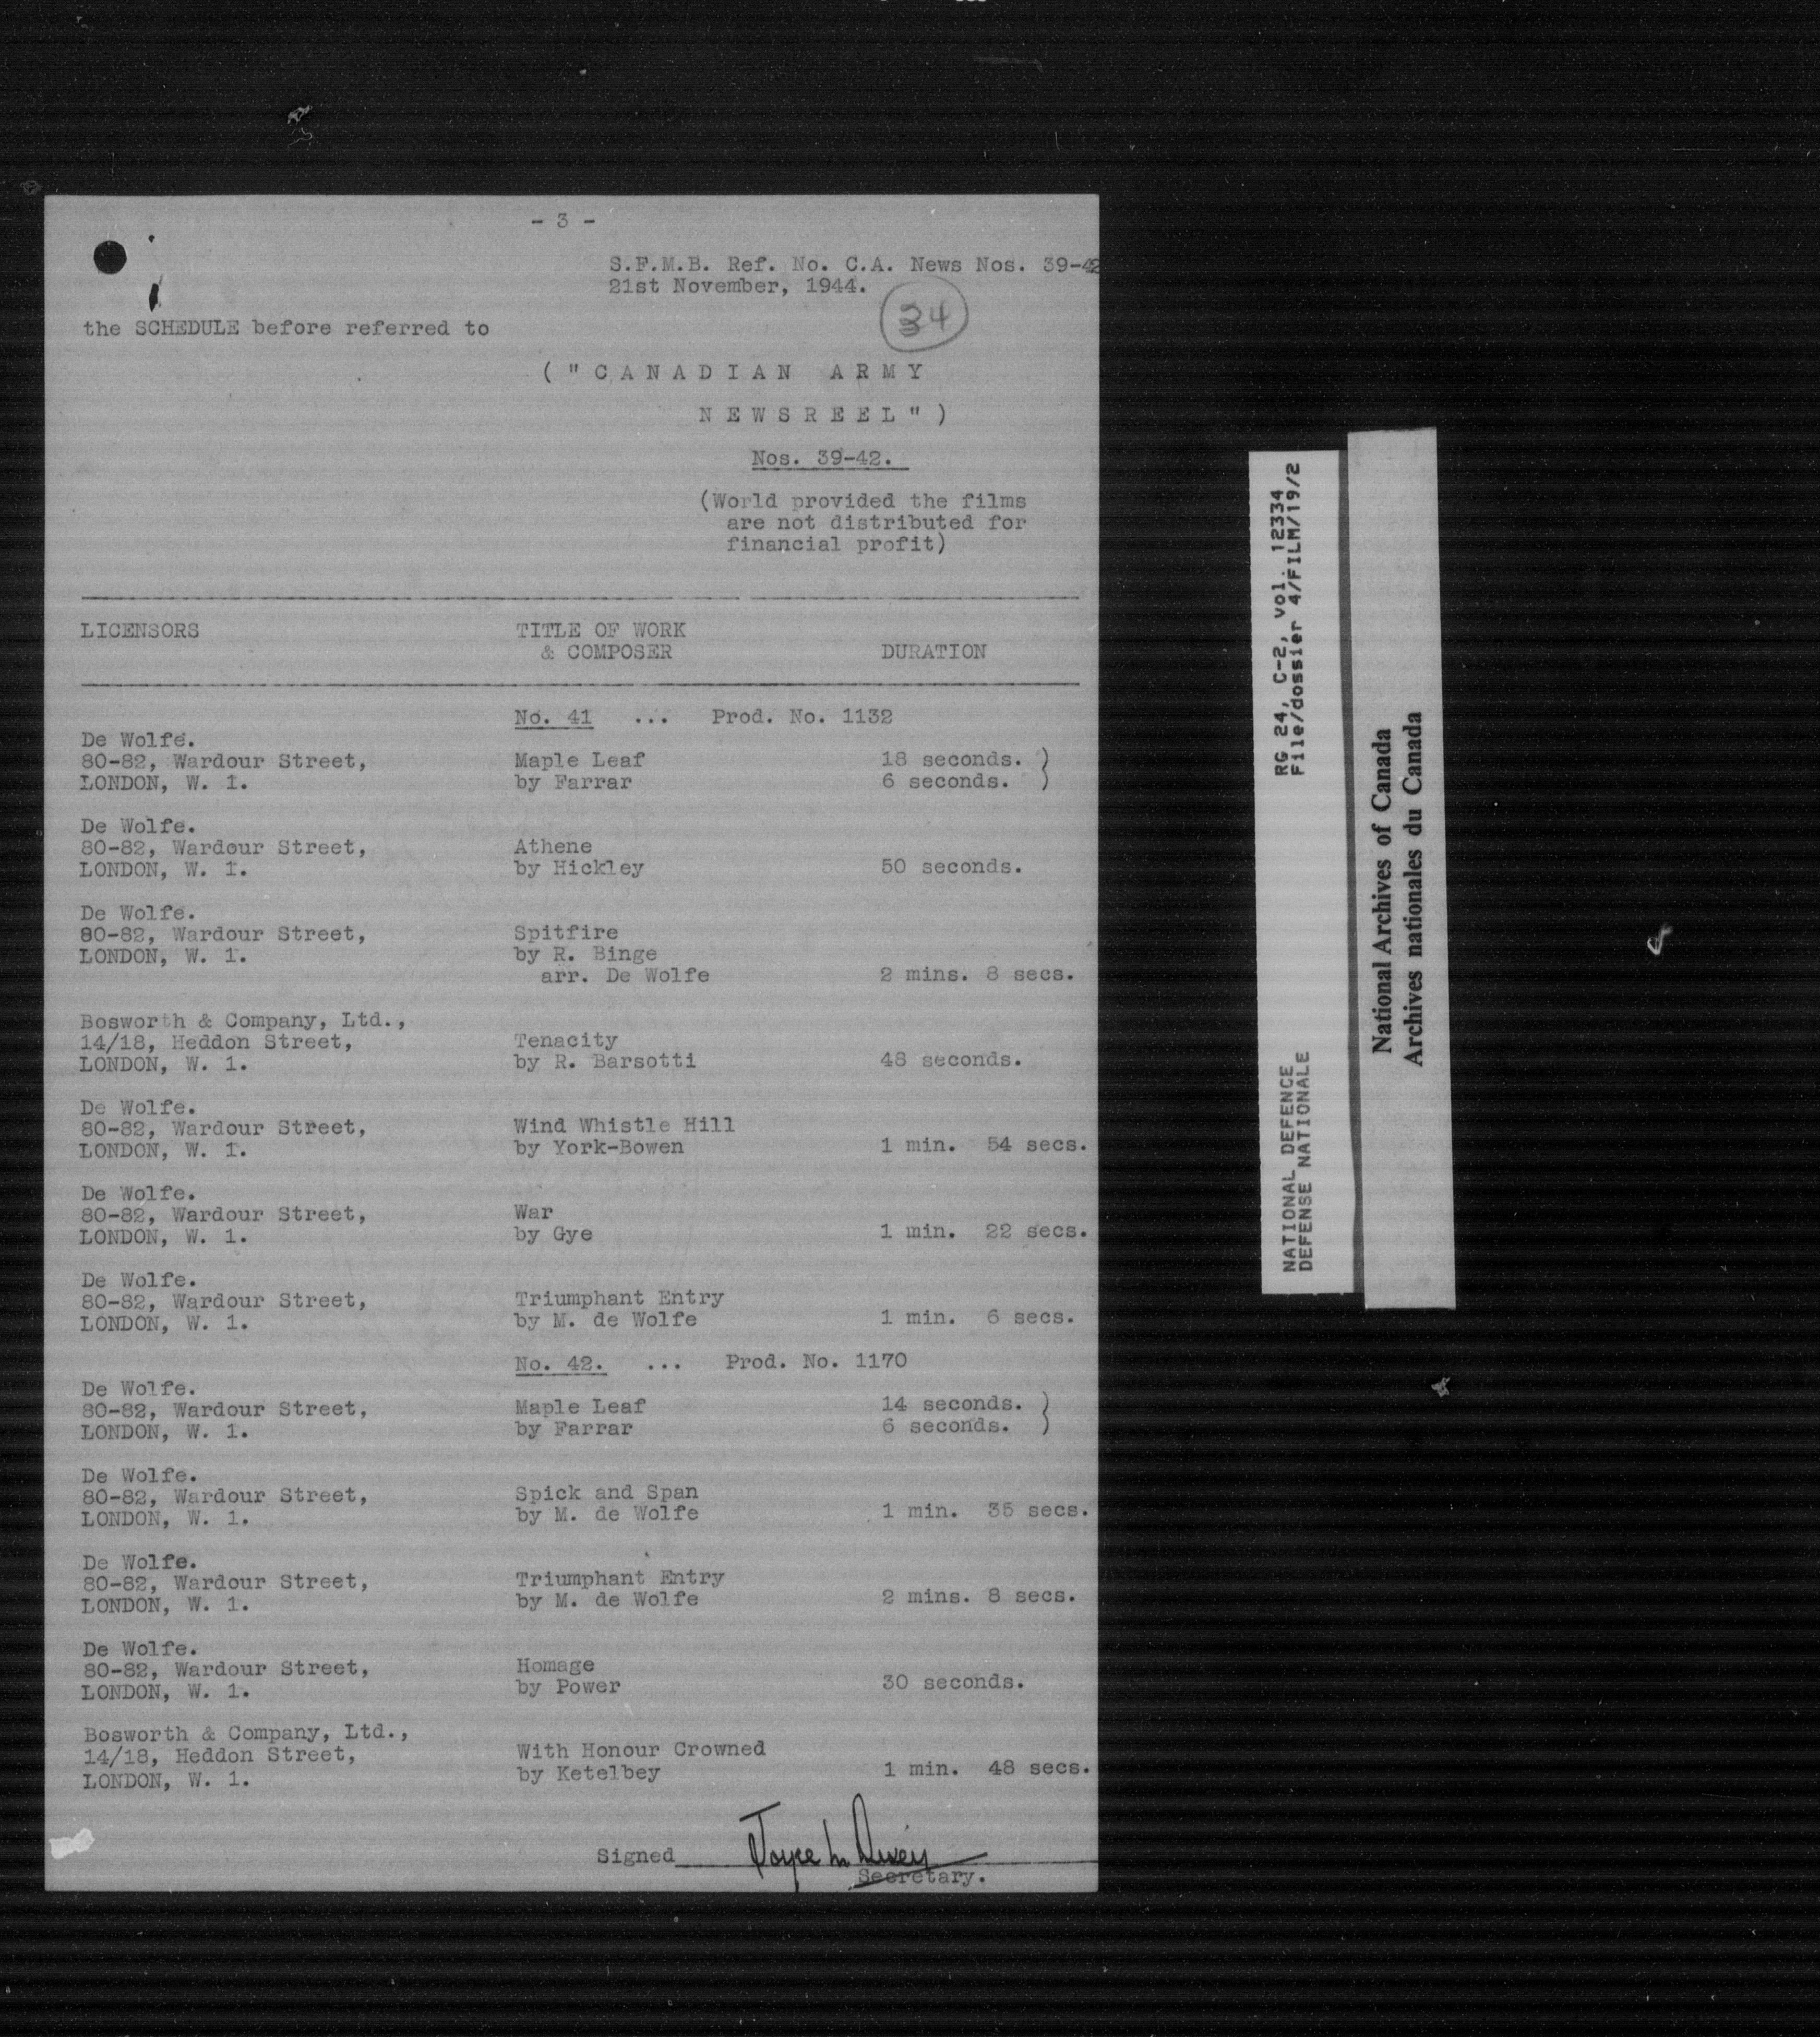 - 3 -
S.F.M.B. Ref. No. C.A. News Nos. 39-42
21st November, 1944.
34
the SCHEDULE before referred to
("CANADIAN ARMY
NEWSREEL")
Nos. 39-42.
(World provided the films
are not distributed for
financial profit)
LICENSORS
TITLE OF WORK
& COMPOSER
DURATION
No. 41 ... Prod. No. 1132
De Wolfe.
80-82, Wardour Street, Maple Leaf 18 seconds. )
LONDON, W. 1. by Farrar 6 seconds. )
De Wolfe.
80-82, Wardour Street, Athene
LONDON, W. 1. by Hickley 50 seconds.
De Wolfe.
80-82, Wardour Street, Spitfire
LONDON, W. 1. by R. Binge
arr. De Wolfe 2 mins. 8 secs.
Bosworth & Company, Ltd.,
14/18, Heddon Street, Tenacity
LONDON, W. 1. by R. Barsotti 48 seconds.
De Wolfe.
80-82, Wardour Street, Wind Whistle Hill
LONDON, W. 1. by York-Bowen 1 min. 54 secs.
De Wolfe.
80-82, Wardour Street, War
LONDON, W. 1. by Gye 1 min. 22 secs.
De Wolfe.
80-82, Wardour Street, Triumphant Entry
LONDON, W. 1. by M. de Wolfe 1 min. 6 secs.
No. 42. ... Prod. No. 1170
De Wolfe.
80-82, Wardour Street, Maple Leaf 14 seconds. )
LONDON, W. 1. by Farrar 6 seconds. )
De Wolfe.
80-82, Wardour Street, Spick and Span
LONDON, W. 1. by M. de Wolfe 1 min. 35 secs.
De Wolfe.
80-82, Wardour Street, Triumphant Entry
LONDON, W. 1. by M. de Wolfe 2 mins. 8 secs.
De Wolfe.
80-82, Wardour Street, Homage
LONDON, W. 1. by Power 30 seconds.
Bosworth & Company, Ltd.,
14/18, Heddon Street, With Honour Crowned
LONDON, W. 1. by Ketelbey 1 min. 48 secs.
Signed Joyce
Secretary.
NATIONAL DEFENCE RG 24, C-2, vol. 12334
DEFENSE NATIONALE File/dossier 4/FILM/19/2
National Archives of Canada
Archives nationales du Canada